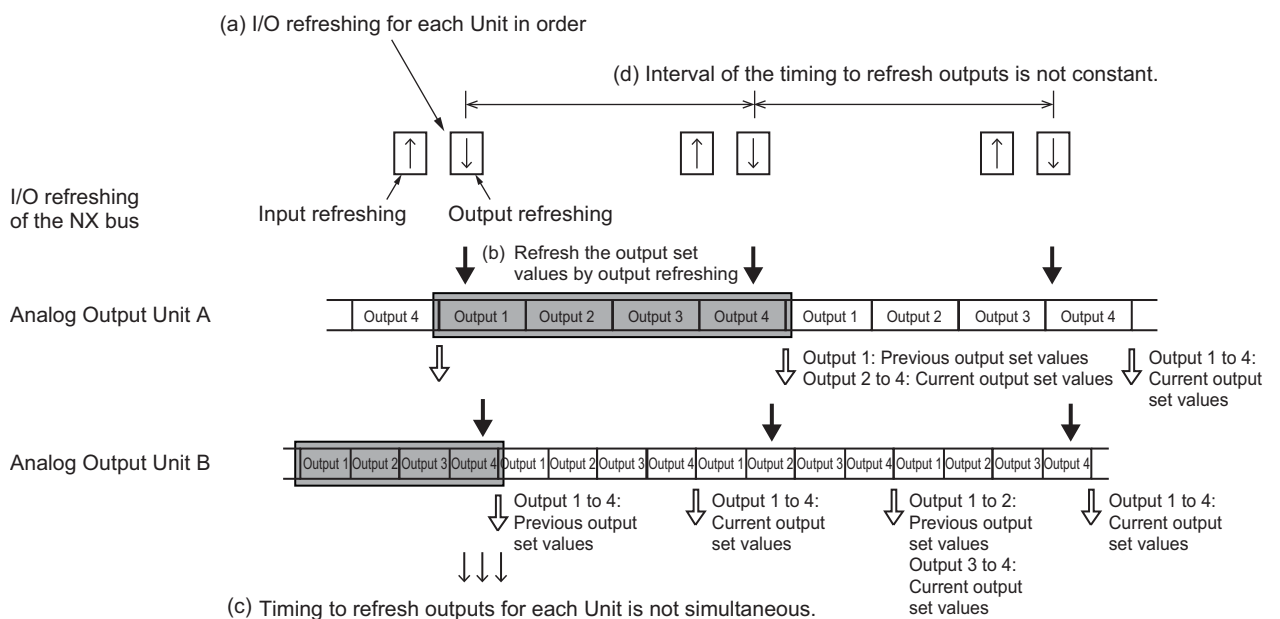 (a) I/O refreshing for each Unit in order
(d) Interval of the timing to refresh outputs is not constant.
I/O refreshing
of the NX bus
Input refreshing
Output refreshing
(b) Refresh the output set
values by output refreshing
Analog Output Unit A
Output 4
Output 1
Output 2
Output 3
Output 4
Output 1
Output 2
Output 3
Output 4
Output 1: Previous output set values
Output 2 to 4: Current output set values
Output 1 to 4:
Current output
set values
Analog Output Unit B
Output 1
Output 2
Output 3
Output 4
Output 1
Output 2
Output 3
Output 4
Output 1
Output 2
Output 3
Output 4
Output 1
Output 2
Output 3
Output 4
Output 1 to 4:
Previous output
set values
Output 1 to 4:
Current output
set values
Output 1 to 2:
Previous output
set values
Output 3 to 4:
Current output
set values
Output 1 to 4:
Current output
set values
(c) Timing to refresh outputs for each Unit is not simultaneous.